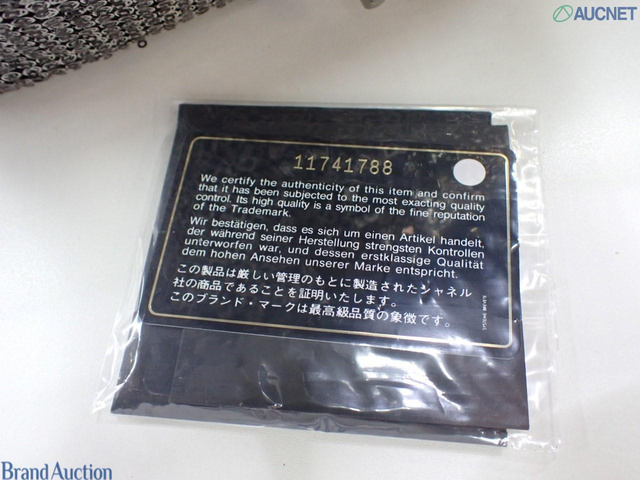 AUCNET
11741788
We certify the authenticity of this item and confirm
that it has been subjected to the most exacting quality
control. Its high quality is a symbol of the fine reputation
of the Trademark.
Wir bestätigen, dass es sich um einen Artikel handelt,
der während seiner Herstellung strengsten Kontrollen
unterworfen war, und dessen erstklassige Qualität
dem hohen Ansehen unserer Marke entspricht.
この製品は厳しい管理のもとに製造されたシャネル
社の商品であることを証明いたします。
このブランド・マークは最高級品質の象徴です。
Brand Auction